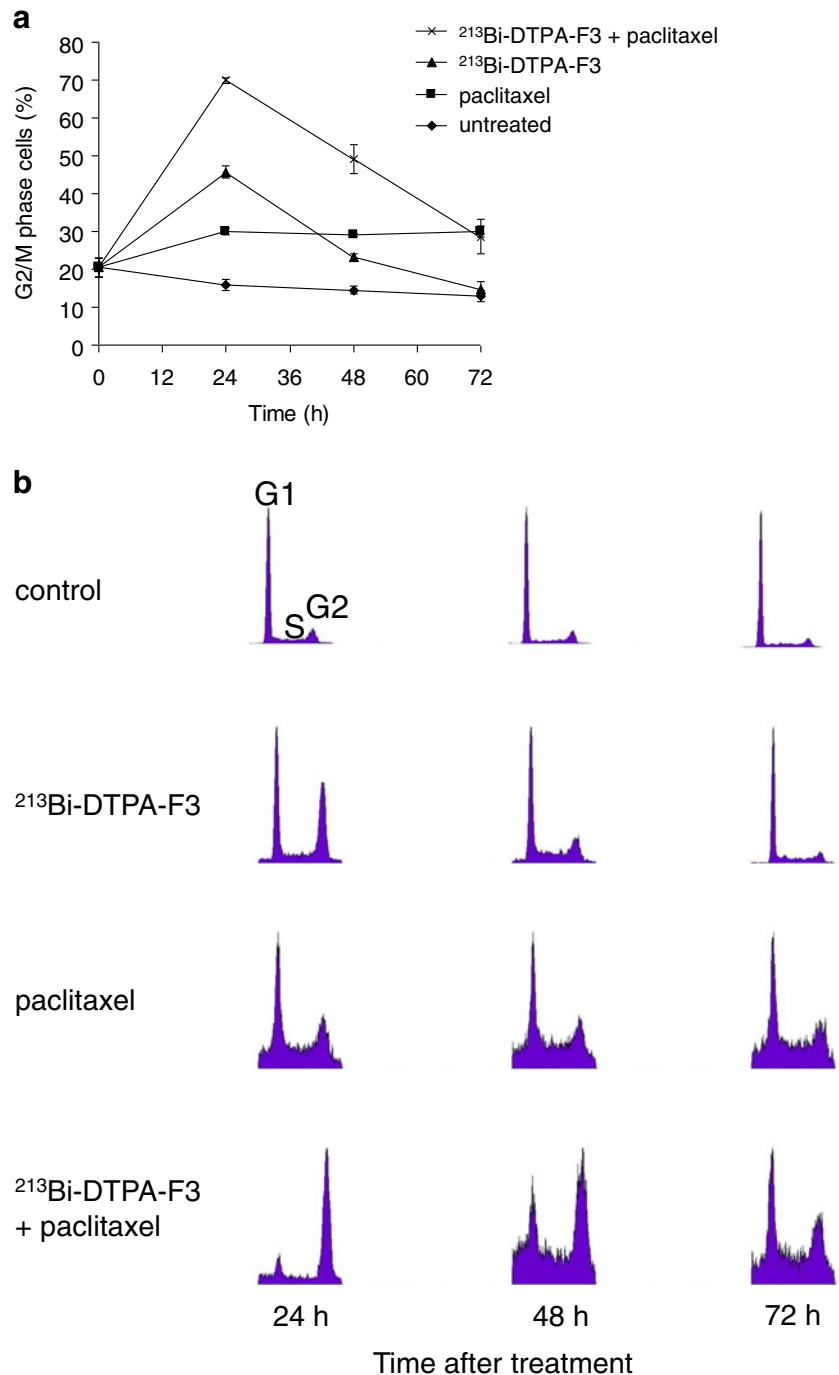 a
G2/M phase cells (%)
80
70
60
50
40
30
20
10
0
0 12 24 36 48 60 72
Time (h)
²¹³Bi-DTPA-F3 + paclitaxel
²¹³Bi-DTPA-F3
paclitaxel
untreated
b
control
G1
S
G2
²¹³Bi-DTPA-F3
paclitaxel
²¹³Bi-DTPA-F3
+ paclitaxel
24 h 48 h 72 h
Time after treatment